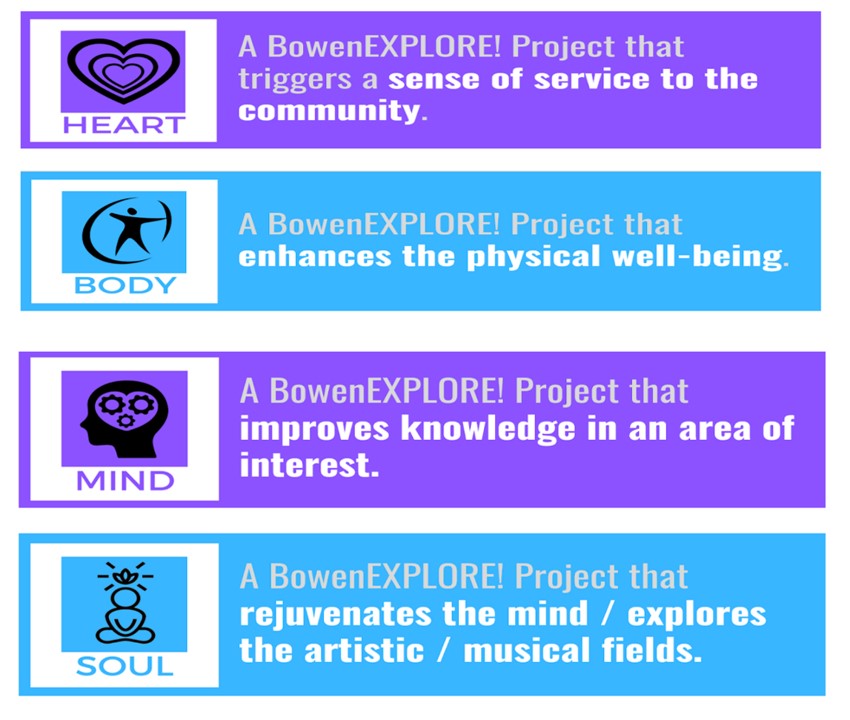 HEART
A BowenEXPLORE! Project that
triggers a sense of service to the
community.
BODY
A BowenEXPLORE! Project that
enhances the physical well-being.
MIND
A BowenEXPLORE! Project that
improves knowledge in an area of
interest.
SOUL
A BowenEXPLORE! Project that
rejuvenates the mind / explores
the artistic / musical fields.